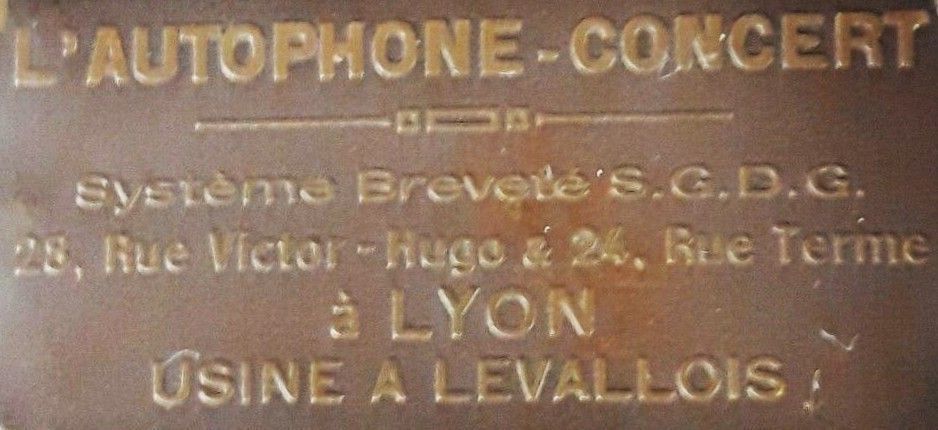 L'AUTOPHONE-CONCERT
Système Breveté S.G.D.G.
28, Rue Victor-Hugo & 24, Rue Terme
à LYON
USINE A LEVALLOIS